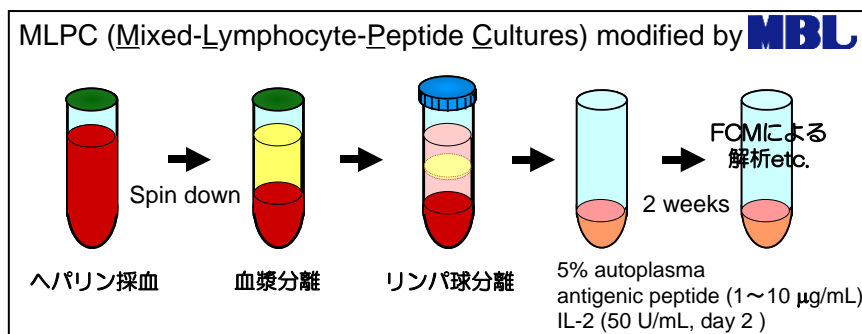 MLPC (Mixed-Lymphocyte-Peptide Cultures) modified by MBL
FCMによる
解析etc.
Spin down
2 weeks
ヘパリン採血
血漿分離
リンパ球分離
5% autoplasma
antigenic peptide (1～10 μg/mL)
IL-2 (50 U/mL, day 2 )